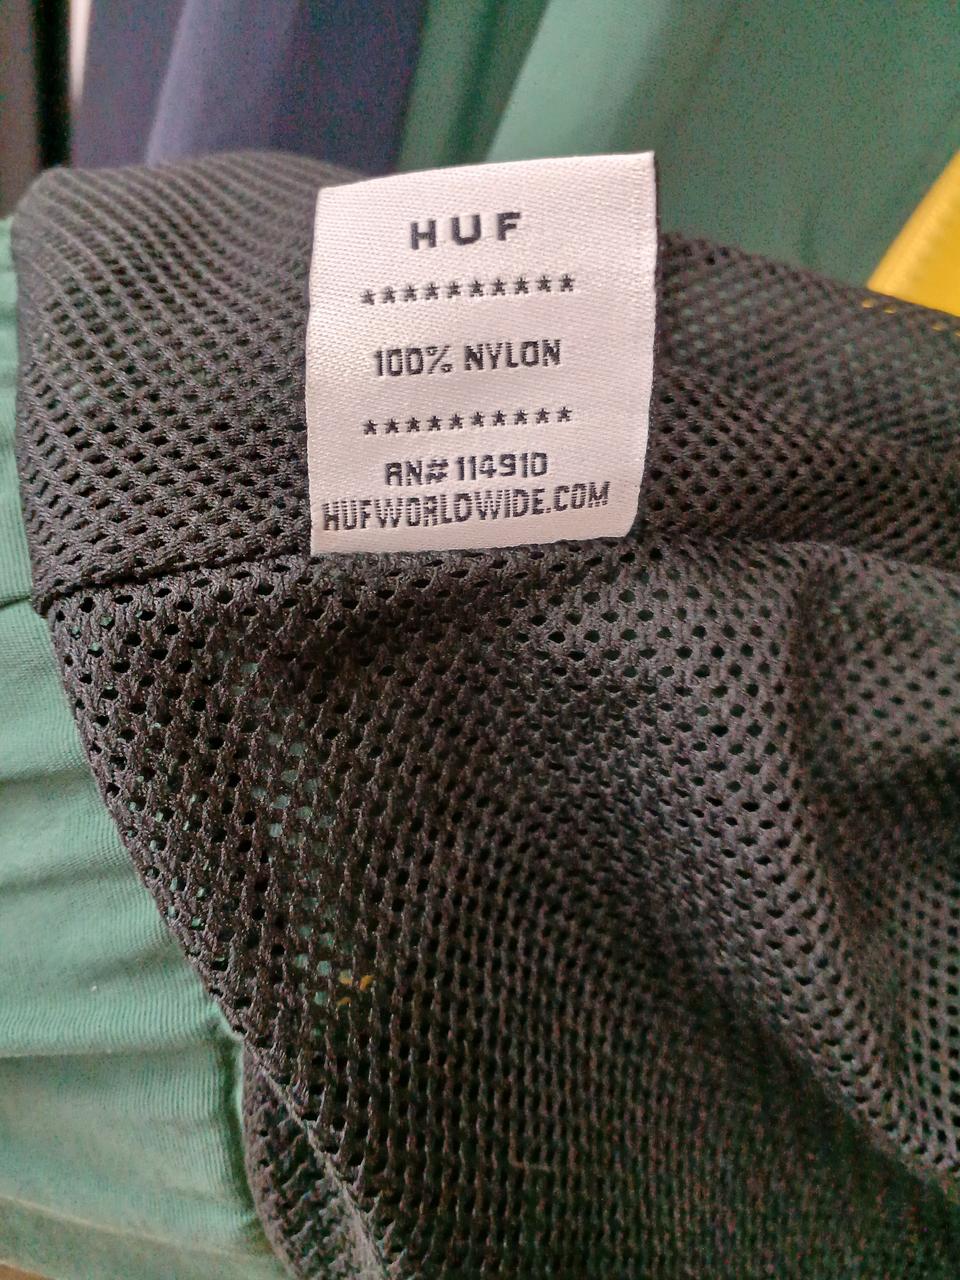 HUF
★★★★★★★★★★
100% NYLON
★★★★★★★★★★
RN# 114910
HUFWORLDWIDE.COM